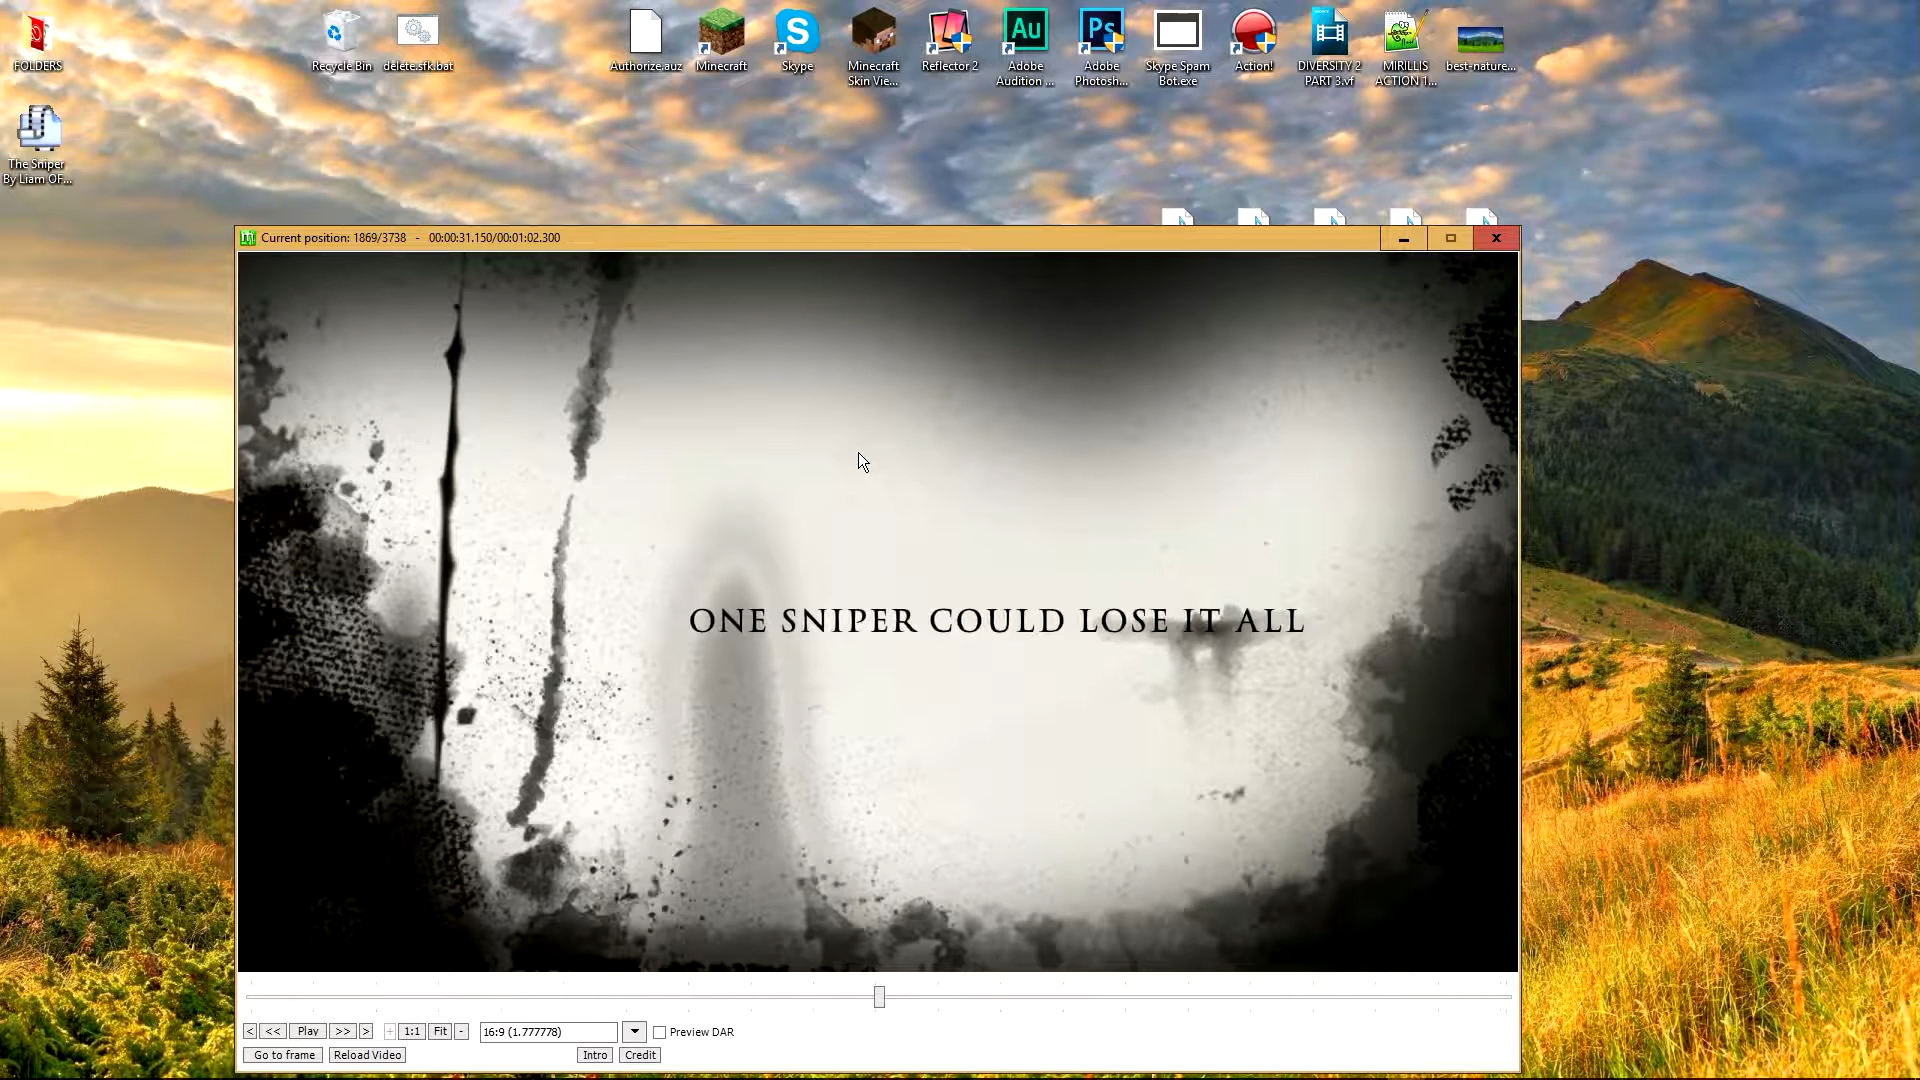 FOLDERS
Recycle Bin
delete.sfk.bat
Authorize.auz
Minecraft
Skype
Minecraft
Skin Vie...
Reflector 2
Au
Adobe
Audition ...
Ps
Adobe
Photosh...
Skype Spam
Bot.exe
Action!
DIVERSITY 2
PART 3.vf
MIRILLIS
ACTION 1...
best-nature...
The Sniper
By Liam OF...
Current position: 1869/3738 - 00:00:31.150/00:01:02.300
ONE SNIPER COULD LOSE IT ALL
< << Play >> > + 1:1 Fit - 16:9 (1.777778) Preview DAR
Go to frame Reload Video Intro Credit